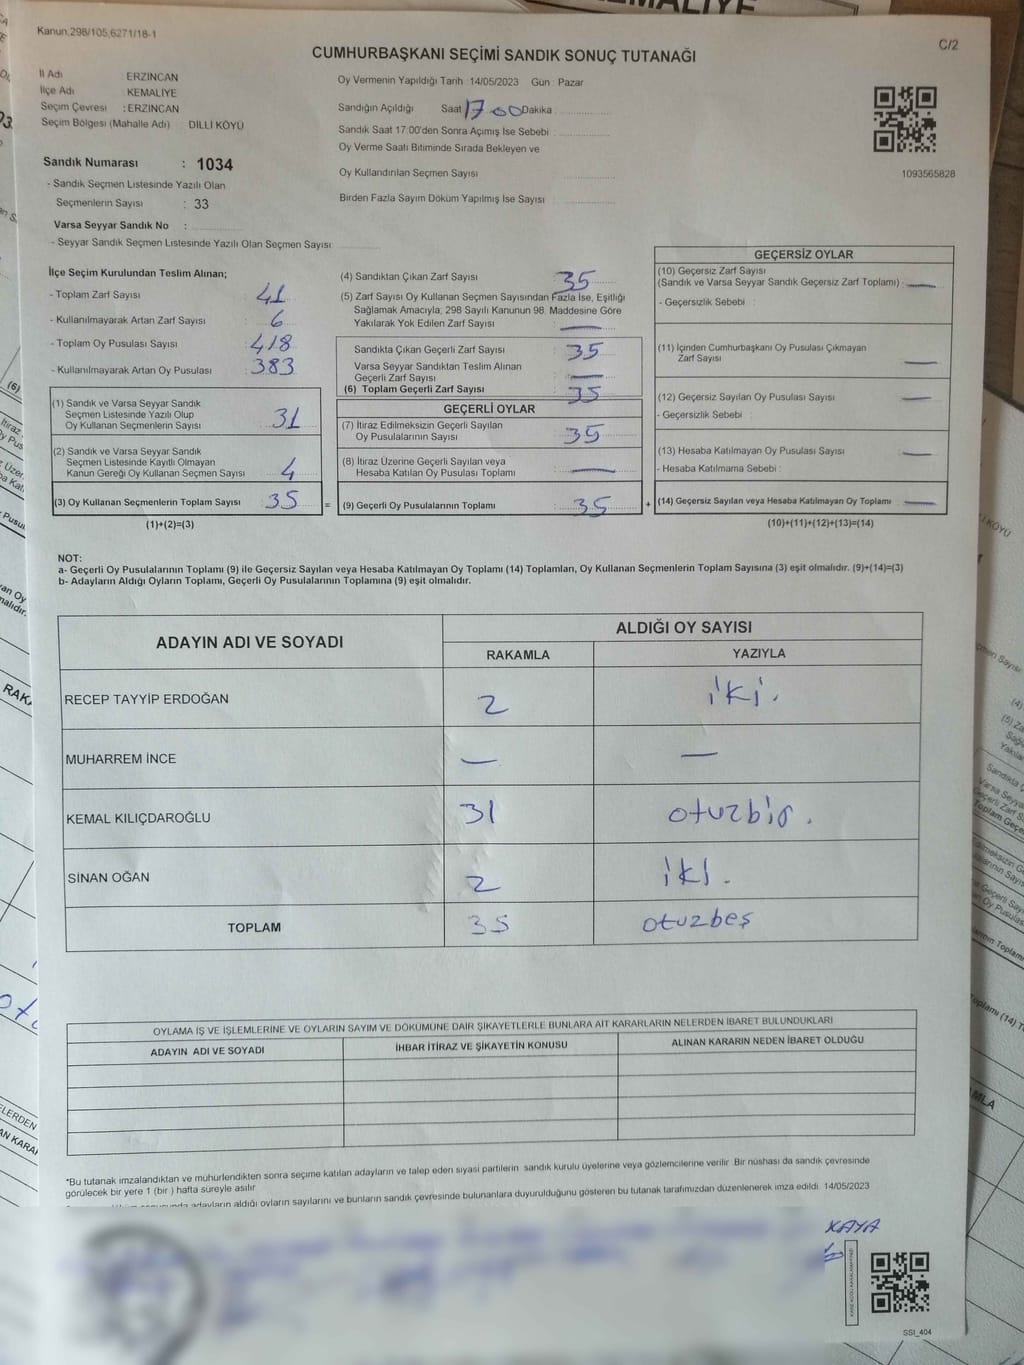 Kanun.298/105,6271/18-1
C/2
CUMHURBAŞKANI SEÇİMİ SANDIK SONUÇ TUTANAĞI
İl Adı ERZİNCAN
İlçe Adı KEMALİYE
Seçim Çevresi : ERZİNCAN
Seçim Bölgesi (Mahalle Adı) DİLLİ KÖYÜ
Oy Vermenin Yapıldığı Tarih 14/05/2023 Gün : Pazar
Sandığın Açıldığı Saat 17 00 Dakika
Sandık Saat 17:00'den Sonra Açımış İse Sebebi :
Oy Verme Saati Bitiminde Sırada Bekleyen ve
Oy Kullandırılan Seçmen Sayısı
Birden Fazla Sayım Döküm Yapılmış İse Sayısı
1093565828
Sandık Numarası : 1034
- Sandık Seçmen Listesinde Yazılı Olan
Seçmenlerin Sayısı : 33
Varsa Seyyar Sandık No :
- Seyyar Sandık Seçmen Listesinde Yazılı Olan Seçmen Sayısı:
İlçe Seçim Kurulundan Teslim Alınan;
- Toplam Zarf Sayısı 41
- Kullanılmayarak Artan Zarf Sayısı : 6
- Toplam Oy Pusulası Sayısı : 418
- Kullanılmayarak Artan Oy Pusulası : 383
(1) Sandık ve Varsa Seyyar Sandık
Seçmen Listesinde Yazılı Olup
Oy Kullanan Seçmenlerin Sayısı 31
(2) Sandık ve Varsa Seyyar Sandık
Seçmen Listesinde Kayıtlı Olmayan
Kanun Gereği Oy Kullanan Seçmen Sayısı 4
(3) Oy Kullanan Seçmenlerin Toplam Sayısı 35
(1)+(2)=(3)
(4) Sandıktan Çıkan Zarf Sayısı 35
(5) Zarf Sayısı Oy Kullanan Seçmen Sayısından Fazla İse, Eşitliği
Sağlamak Amacıyla; 298 Sayılı Kanunun 98. Maddesine Göre
Yakılarak Yok Edilen Zarf Sayısı : —
Sandıkta Çıkan Geçerli Zarf Sayısı : 35
Varsa Seyyar Sandıktan Teslim Alınan
Geçerli Zarf Sayısı : —
(6) Toplam Geçerli Zarf Sayısı 35
GEÇERLİ OYLAR
(7) İtiraz Edilmeksizin Geçerli Sayılan
Oy Pusulalarının Sayısı : 35
(8) İtiraz Üzerine Geçerli Sayılan veya
Hesaba Katılan Oy Pusulası Toplamı : —
= (9) Geçerli Oy Pusulalarının Toplamı : 35 +
GEÇERSİZ OYLAR
(10) Geçersiz Zarf Sayısı
(Sandık ve Varsa Seyyar Sandık Geçersiz Zarf Toplamı) : —
- Geçersizlik Sebebi :
(11) İçinden Cumhurbaşkanı Oy Pusulası Çıkmayan
Zarf Sayısı —
(12) Geçersiz Sayılan Oy Pusulası Sayısı —
- Geçersizlik Sebebi :
(13) Hesaba Katılmayan Oy Pusulası Sayısı —
- Hesaba Katılmama Sebebi :
(14) Geçersiz Sayılan veya Hesaba Katılmayan Oy Toplamı —
(10)+(11)+(12)+(13)=(14)
NOT:
a- Geçerli Oy Pusulalarının Toplamı (9) ile Geçersiz Sayılan veya Hesaba Katılmayan Oy Toplamı (14) Toplamları, Oy Kullanan Seçmenlerin Toplam Sayısına (3) eşit olmalıdır. (9)+(14)=(3)
b- Adayların Aldığı Oyların Toplamı, Geçerli Oy Pusulalarının Toplamına (9) eşit olmalıdır.
ADAYIN ADI VE SOYADI
ALDIĞI OY SAYISI
RAKAMLA YAZIYLA
RECEP TAYYİP ERDOĞAN 2 iki.
MUHARREM İNCE — —
KEMAL KILIÇDAROĞLU 31 otuzbir.
SİNAN OĞAN 2 iki.
TOPLAM 35 otuzbeş
OYLAMA İŞ VE İŞLEMLERİNE VE OYLARIN SAYIM VE DÖKÜMÜNE DAİR ŞİKAYETLERLE BUNLARA AİT KARARLARIN NELERDEN İBARET BULUNDUKLARI
ADAYIN ADI VE SOYADI İHBAR İTİRAZ VE ŞİKAYETİN KONUSU ALINAN KARARIN NEDEN İBARET OLDUĞU
*Bu tutanak imzalandıktan ve mühürlendikten sonra seçime katılan adayların ve talep eden siyasi partilerin sandık kurulu üyelerine veya gözlemcilerine verilir. Bir nüshası da sandık çevresinde
görülecek bir yere 1 (bir ) hafta süreyle asılır.
adayların aldığı oyların sayılarını ve bunların sandık çevresinde bulunanlara duyurulduğunu gösteren bu tutanak tarafımızdan düzenlenerek imza edildi. 14/05/2023
KAYA
SSİ_404